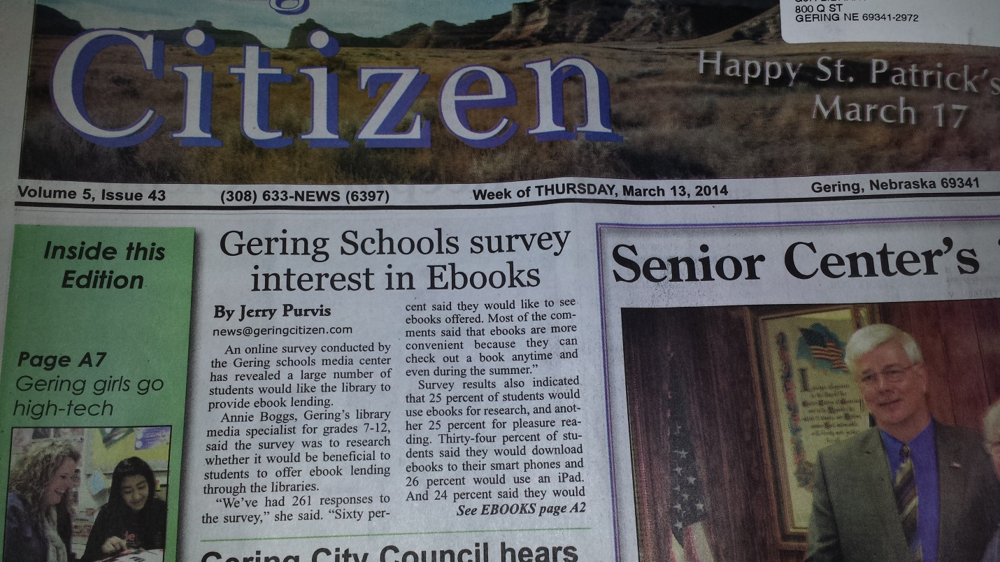 800 Q ST
GERING NE 69341-2972
Citizen
Happy St. Patrick's
March 17
Volume 5, Issue 43
(308) 633-NEWS (6397)
Week of THURSDAY, March 13, 2014
Gering, Nebraska 69341
Inside this
Edition
Page A7
Gering girls go
high-tech
Gering Schools survey
interest in Ebooks
By Jerry Purvis
news@geringcitizen.com
An online survey conducted by
the Gering schools media center
has revealed a large number of
students would like the library to
provide ebook lending.
Annie Boggs, Gering's library
media specialist for grades 7-12,
said the survey was to research
whether it would be beneficial to
students to offer ebook lending
through the libraries.
"We've had 261 responses to
the survey," she said. "Sixty per-
cent said they would like to see
ebooks offered. Most of the com-
ments said that ebooks are more
convenient because they can
check out a book anytime and
even during the summer."
Survey results also indicated
that 25 percent of students would
use ebooks for research, and anot-
her 25 percent for pleasure rea-
ding. Thirty-four percent of stu-
dents said they would download
ebooks to their smart phones and
26 percent would use an iPad.
And 24 percent said they would
See EBOOKS page A2
Senior Center's
Gering City Council hears